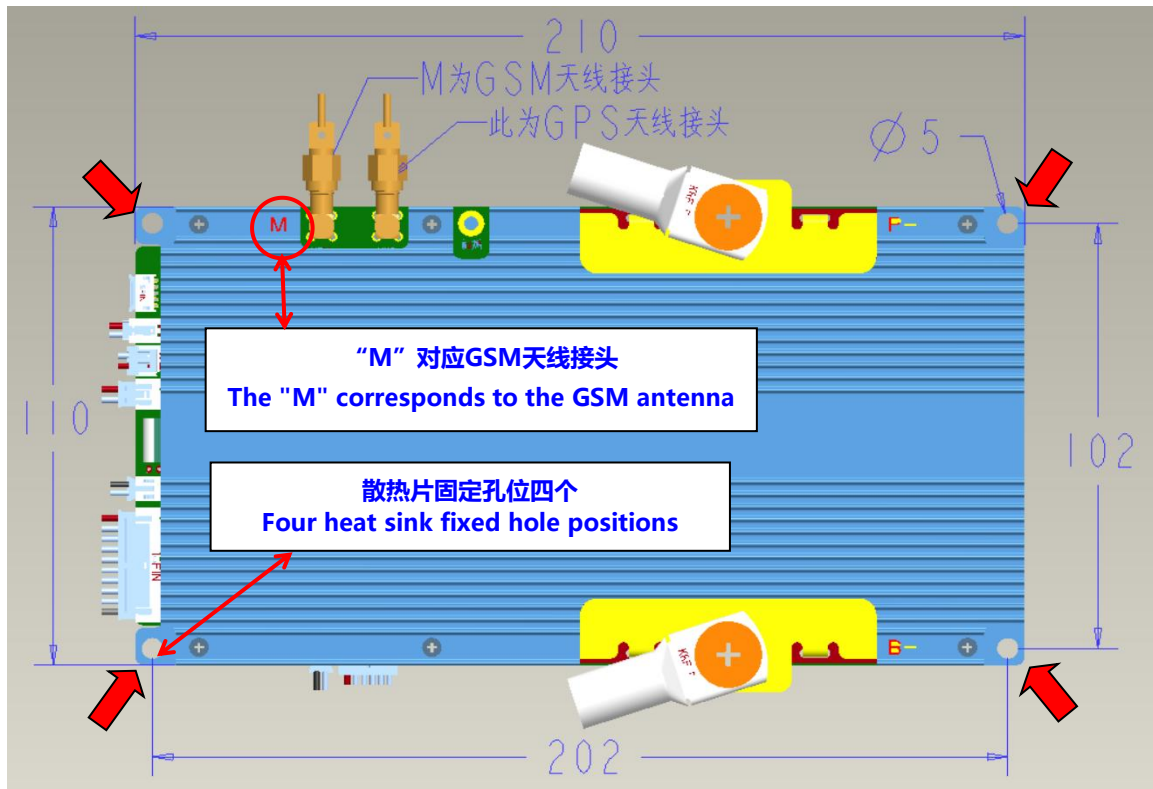 210
M为GSM天线接头
此为GPS天线接头
Ø5
M
P-
110
“M”对应GSM天线接头
The "M" corresponds to the GSM antenna
102
散热片固定孔位四个
Four heat sink fixed hole positions
B-
202